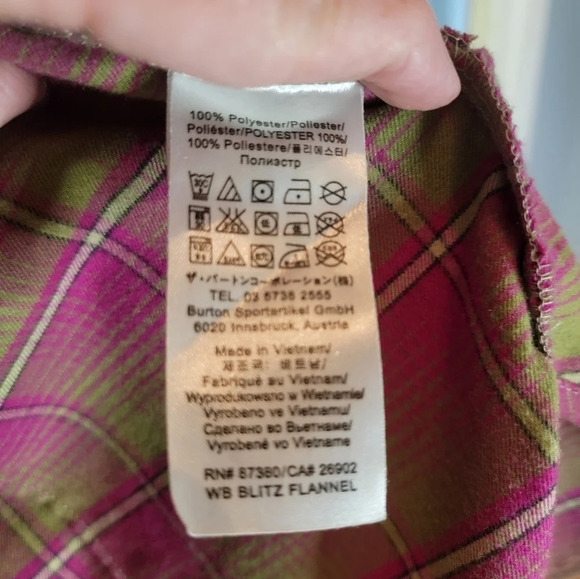 100% Polyester/Poliester/
Poliéster/POLYESTER 100%/
100% Poliestere/폴리에스터/
Полиэстр
ザ・バートンコーポレーション(株)
TEL. 03 5738 2555
Burton Sportartikel GmbH
6020 Innsbruck, Austria
Made in Vietnam/
제조국: 베트남/
Fabriqué au Vietnam/
Wyprodukowano w Wietnamie/
Vyrobeno ve Vietnamu/
Сделано во Вьетнаме/
Vyrobené vo Vietname
RN# 87380/CA# 26902
WB BLITZ FLANNEL